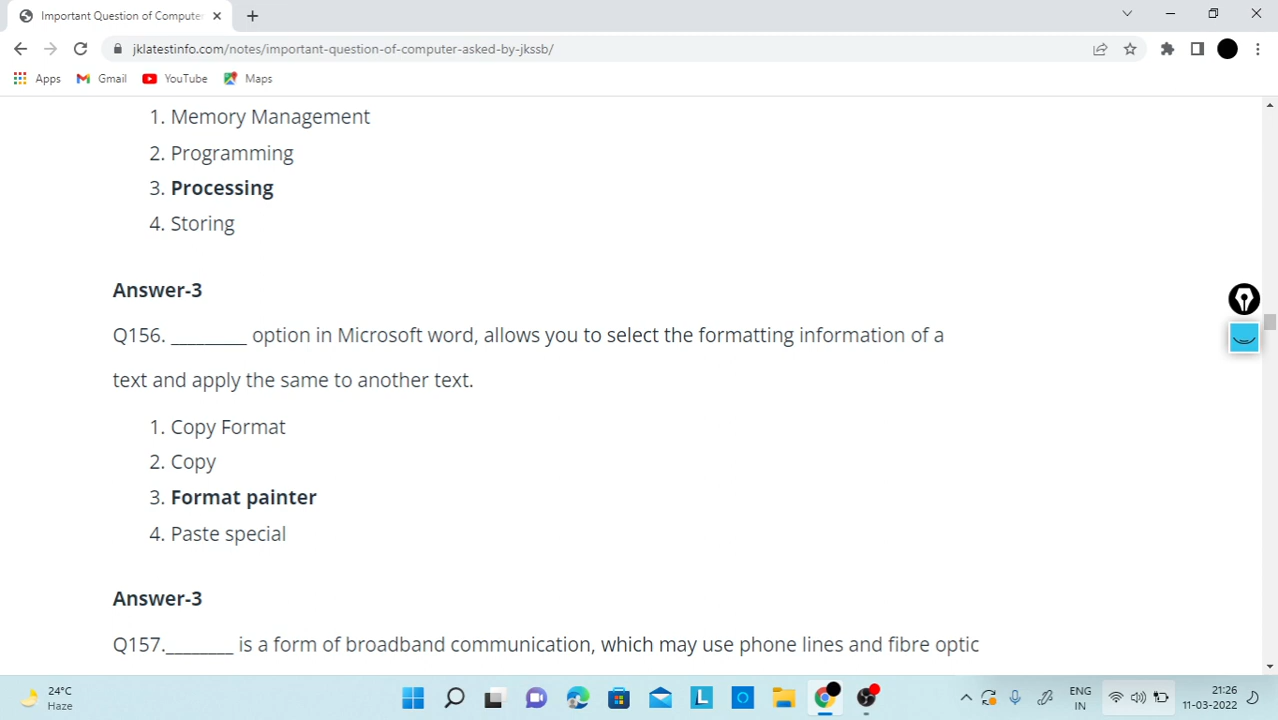 Important Question of Compute
jklatestinfo.com/notes/important-question-of-computer-asked-by-jkssb/
Apps Gmail YouTube Maps
1. Memory Management
2. Programming
3. Processing
4. Storing
Answer-3
Q156. _________ option in Microsoft word, allows you to select the formatting information of a
text and apply the same to another text.
1. Copy Format
2. Copy
3. Format painter
4. Paste special
Answer-3
Q157.________ is a form of broadband communication, which may use phone lines and fibre optic
24°C
Haze
L
ENG
IN
21:26
11-03-2022